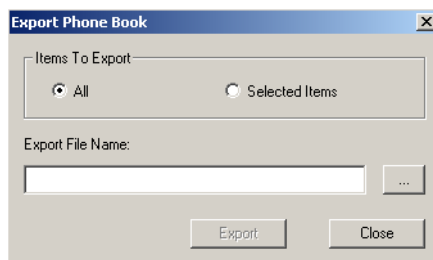 Export Phone Book
Items To Export
All Selected Items
Export File Name:
...
Export Close